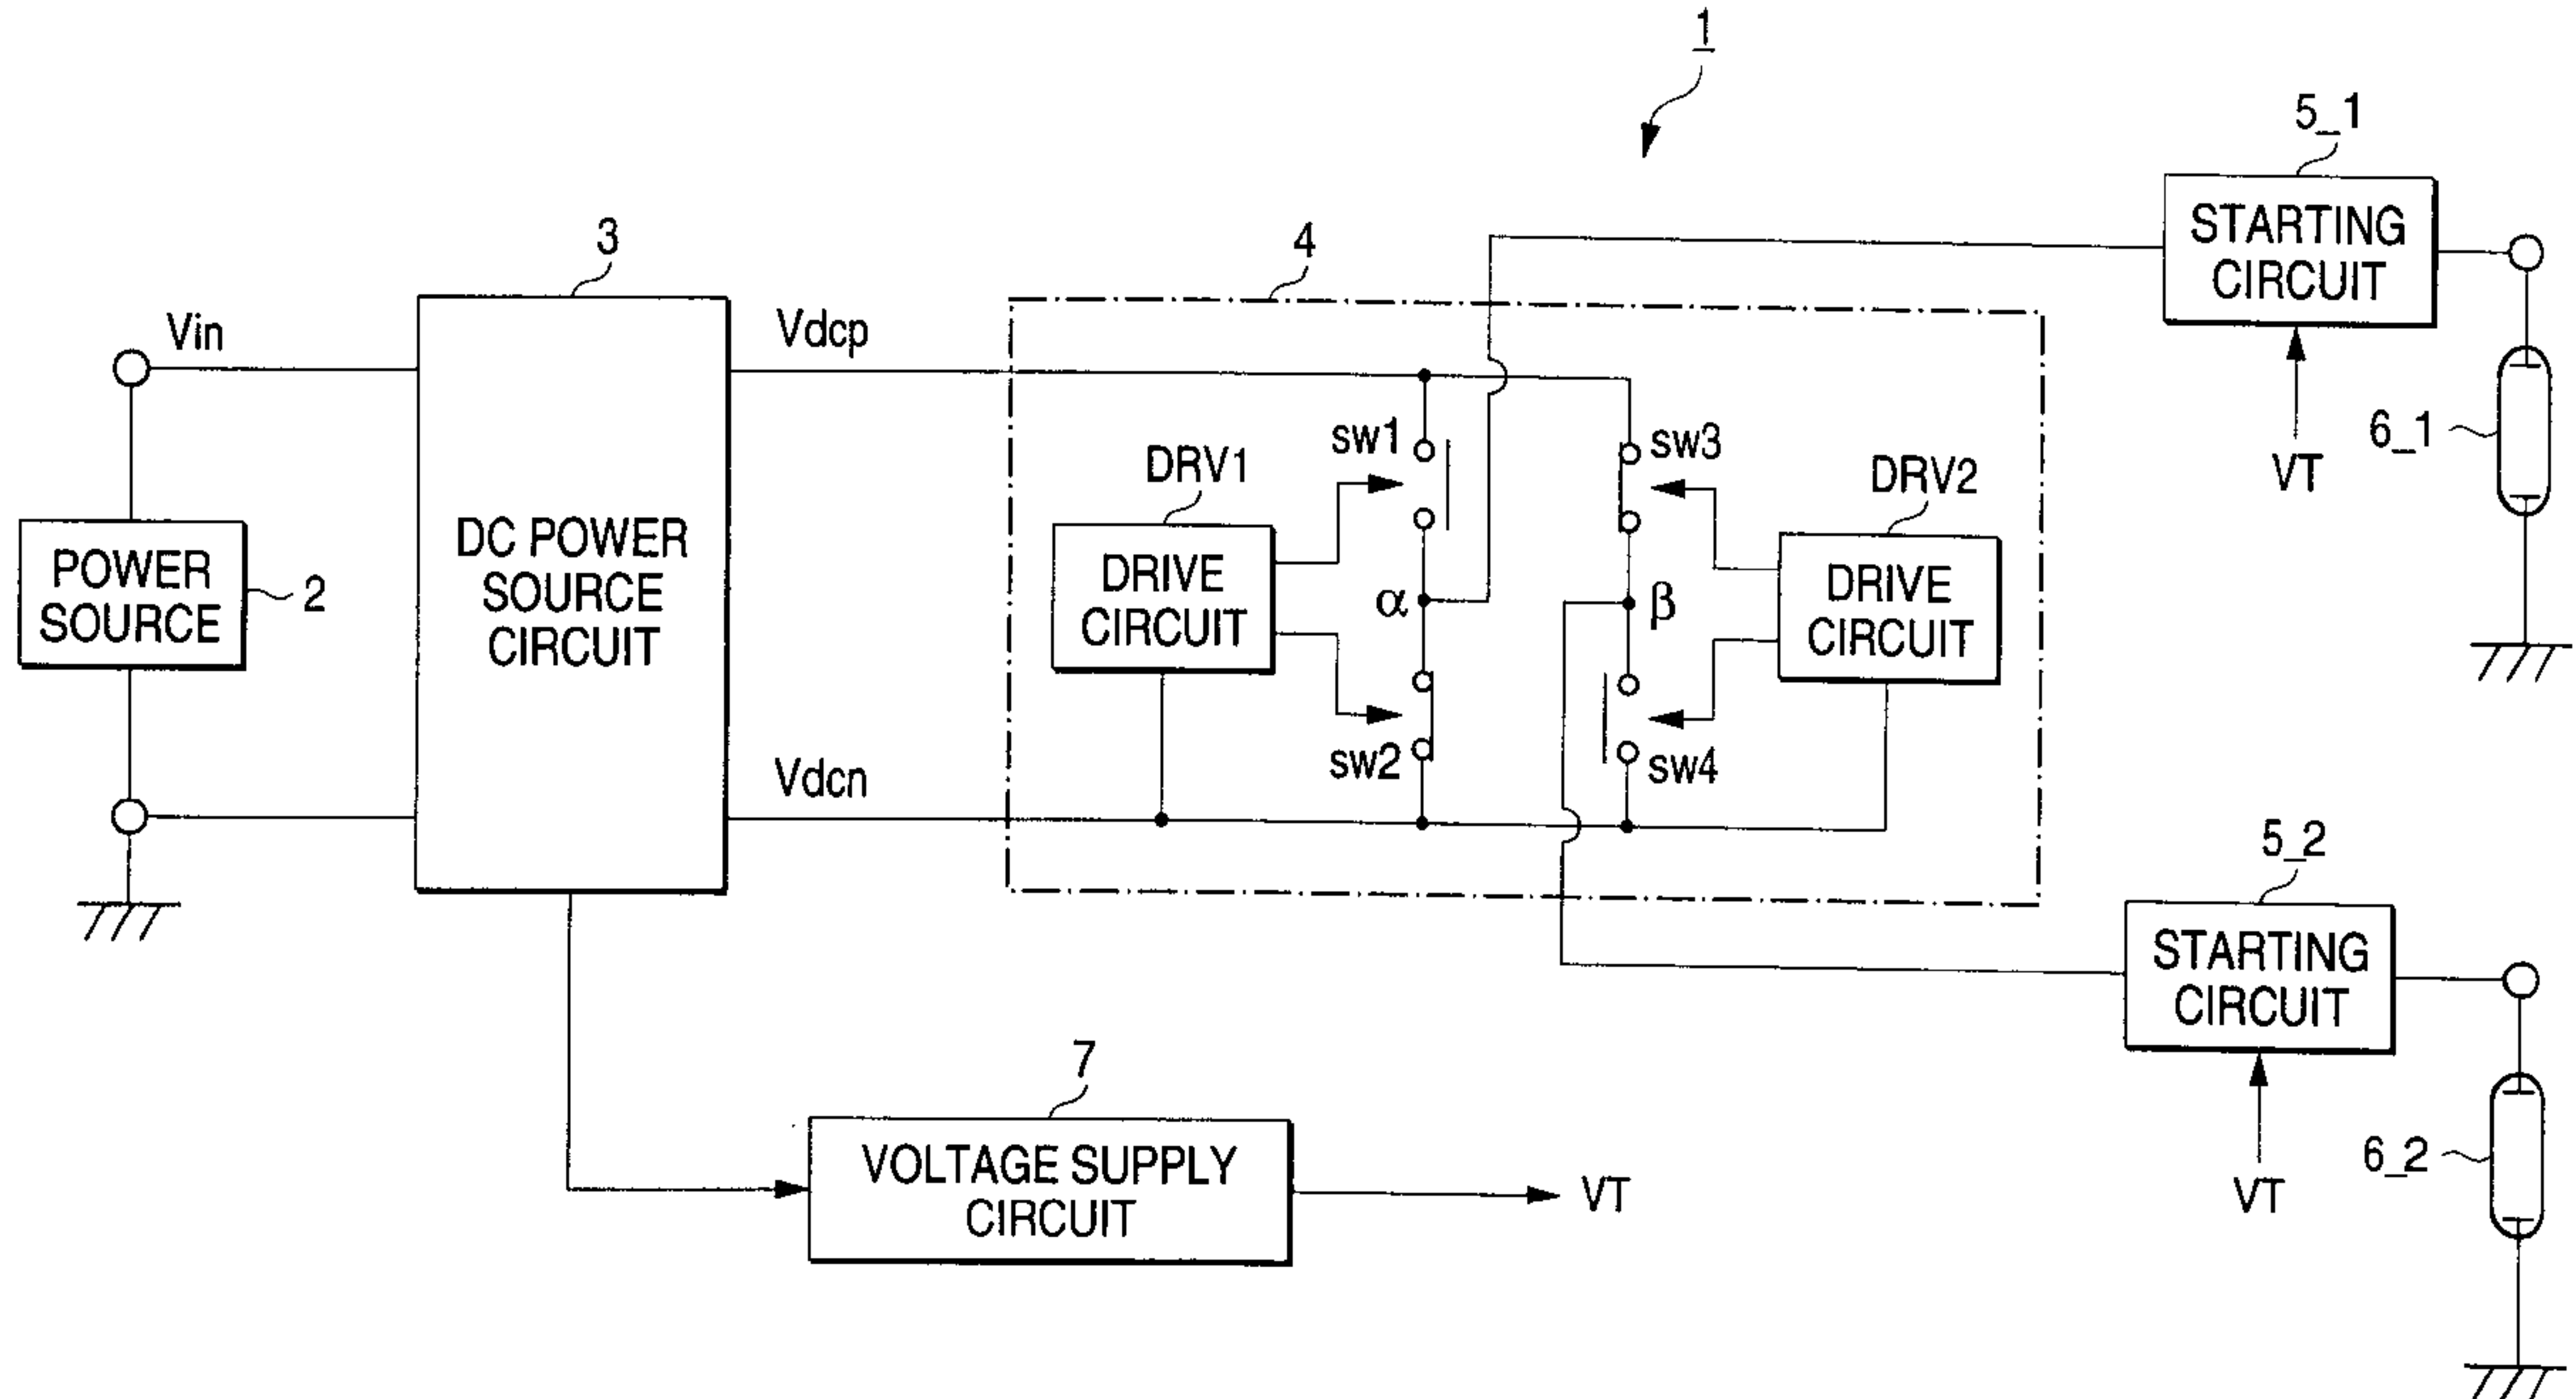 1
5_1
STARTING
CIRCUIT
3
4
Vin
Vdcp
6_1
VT
sw1
sw3
DRV1
DRV2
POWER
SOURCE
2
DC POWER
SOURCE
CIRCUIT
DRIVE
CIRCUIT
α
β
DRIVE
CIRCUIT
sw2
sw4
Vdcn
5_2
STARTING
CIRCUIT
7
VOLTAGE SUPPLY
CIRCUIT
VT
6_2
VT